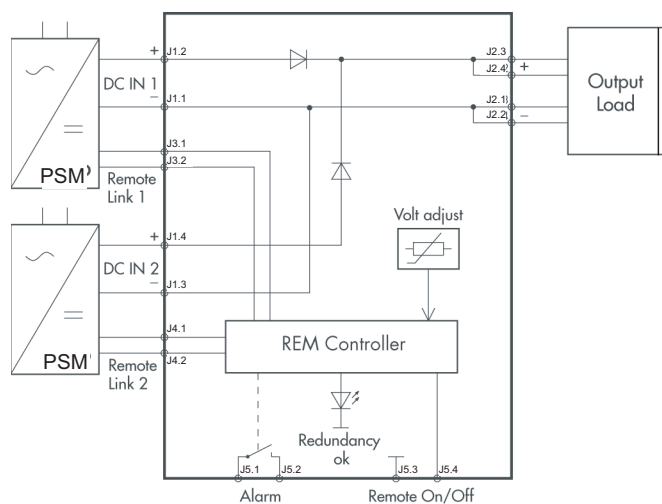 + J1.2
DC IN 1
− J1.1
J3.1
J3.2
PSM
Remote
Link 1
J2.3
J2.4 +
J2.1
J2.2 −
Output
Load
Volt adjust
+ J1.4
DC IN 2
− J1.3
J4.1
J4.2
PSM
Remote
Link 2
REM Controller
Redundancy
ok
J5.1 J5.2
J5.3 J5.4
Alarm
Remote On/Off